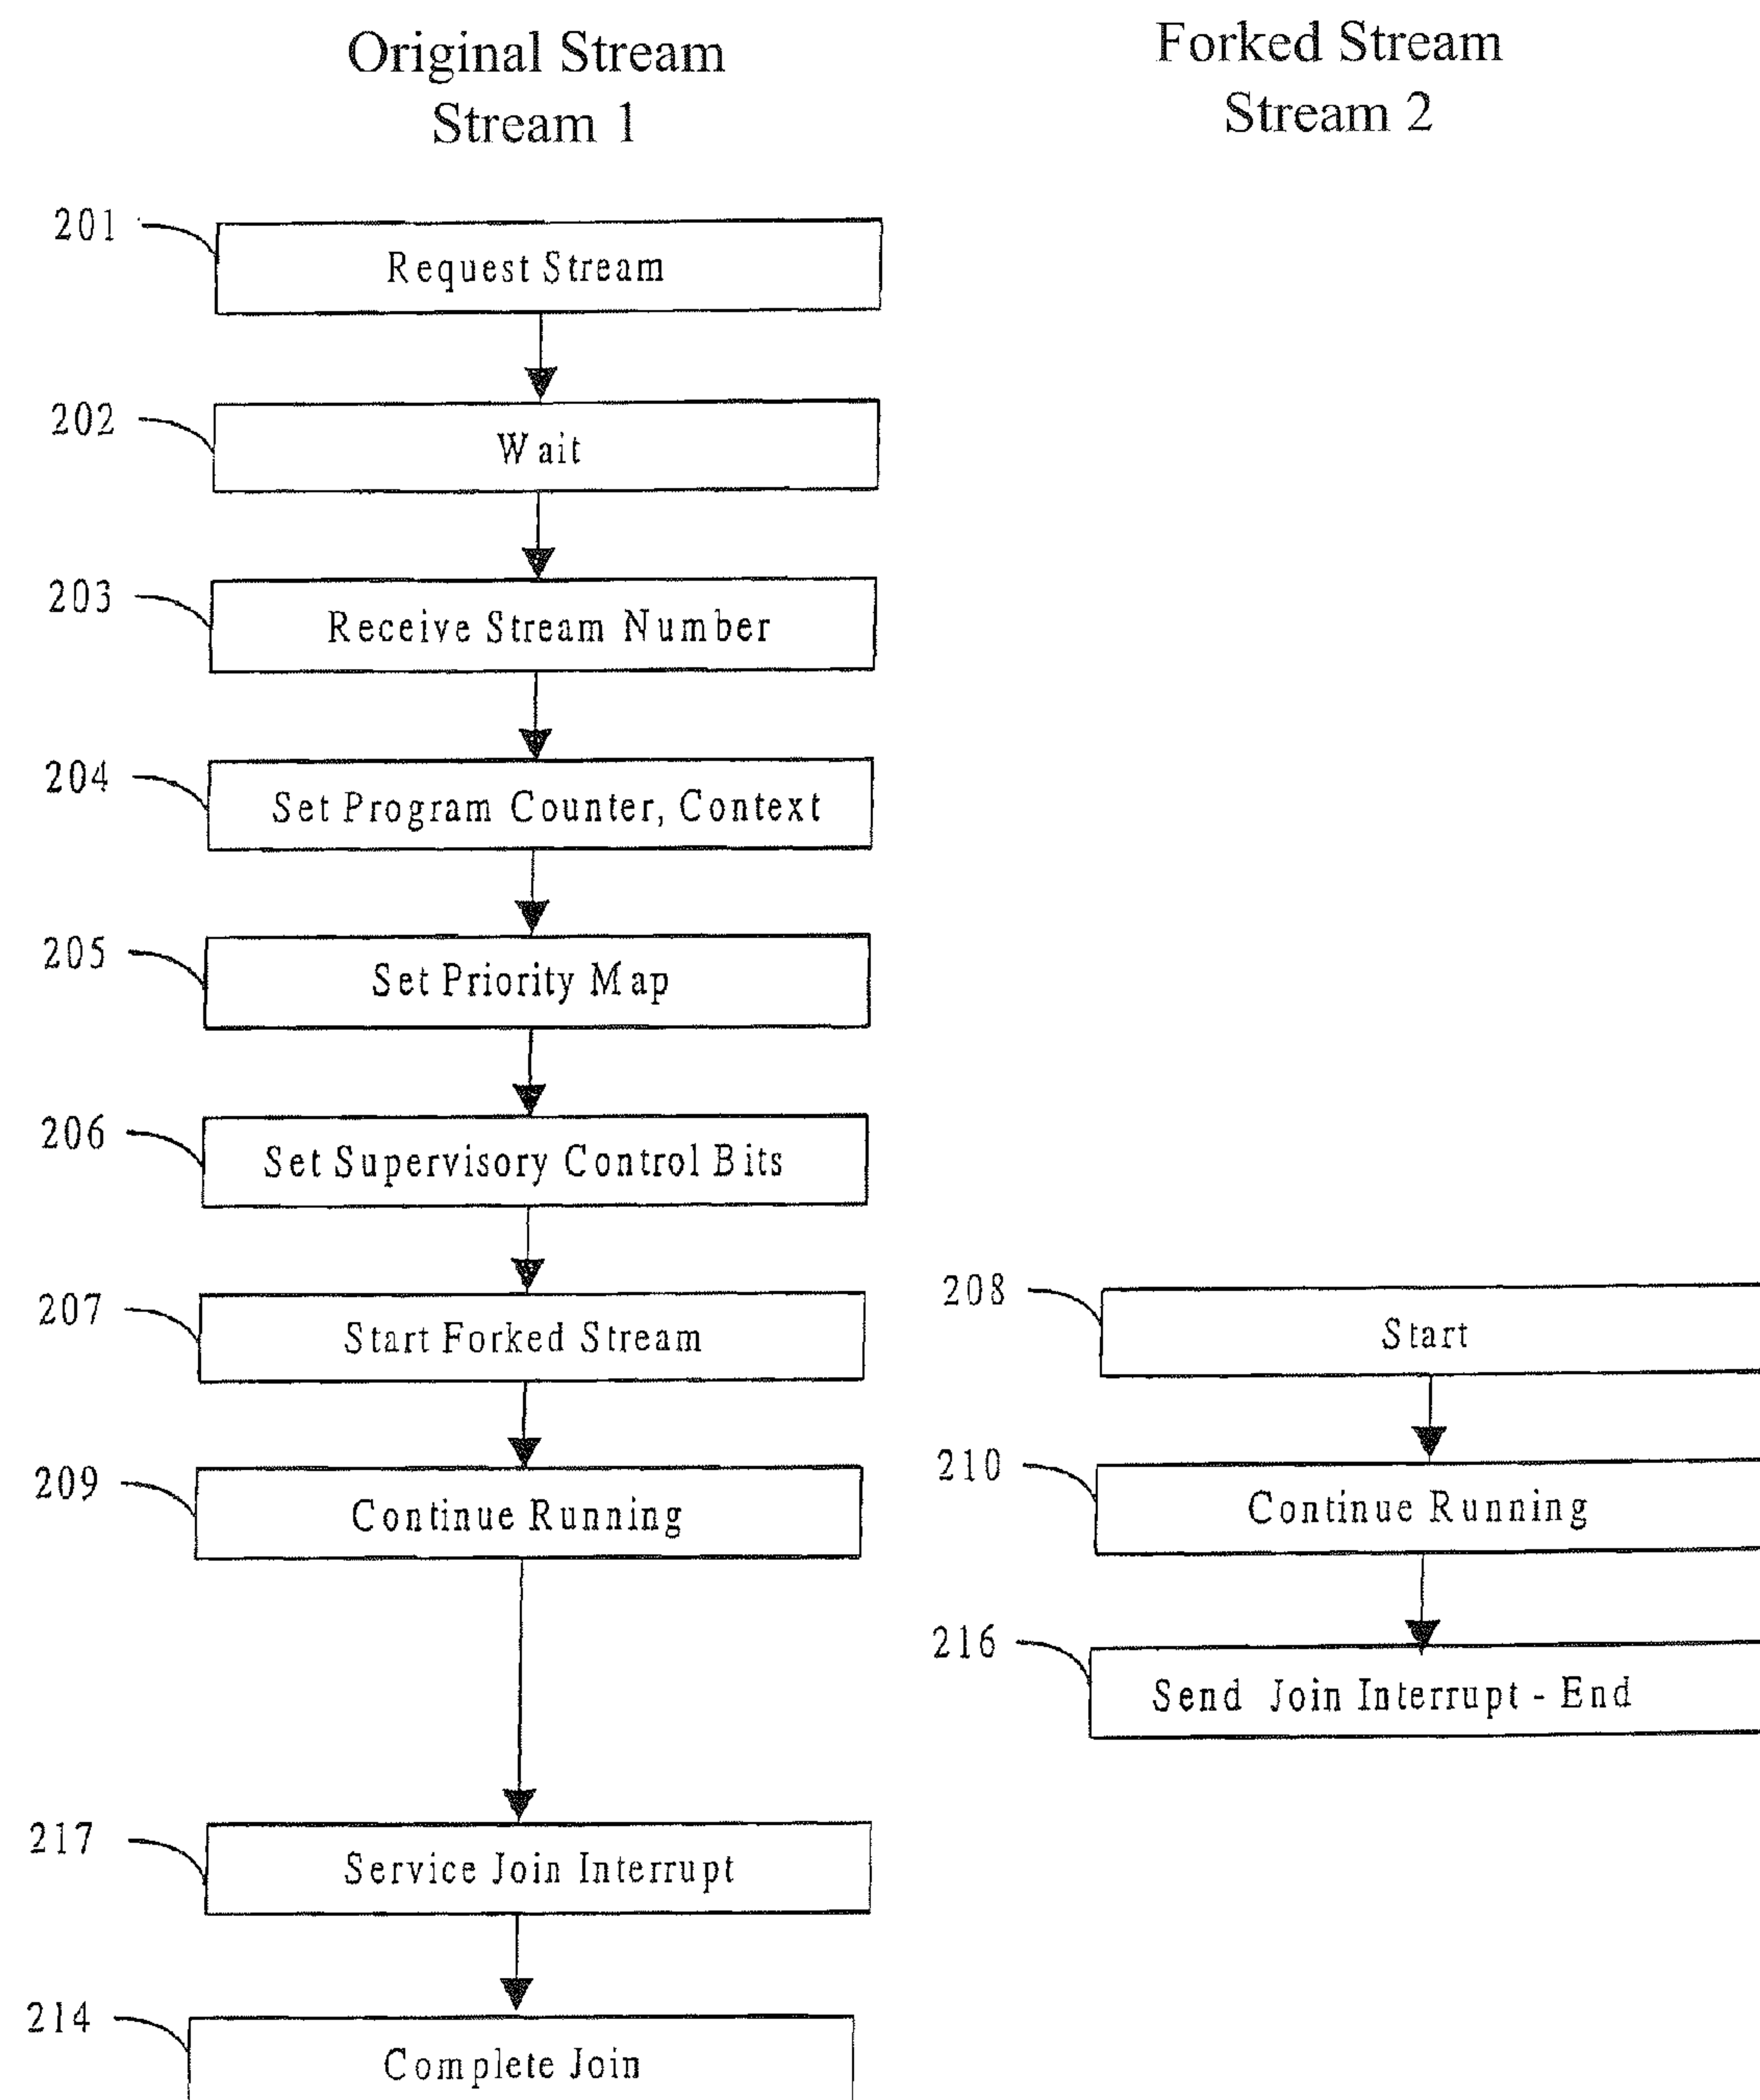 Original Stream
Stream 1
Forked Stream
Stream 2
201
Request Stream
202
Wait
203
Receive Stream Number
204
Set Program Counter, Context
205
Set Priority Map
206
Set Supervisory Control Bits
207
Start Forked Stream
208
Start
209
Continue Running
210
Continue Running
216
Send Join Interrupt - End
217
Service Join Interrupt
214
Complete Join